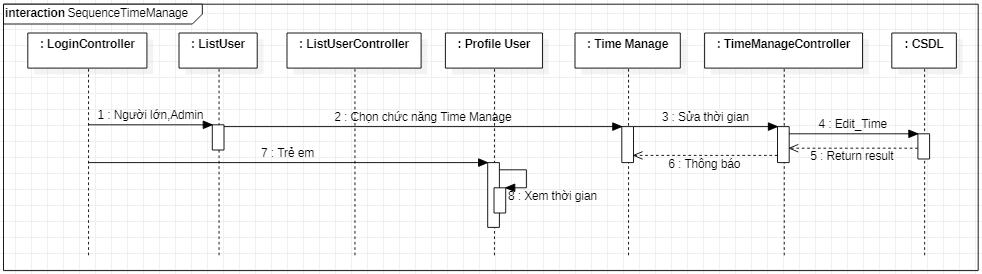 interaction SequenceTimeManage
: LoginController
: ListUser
: ListUserController
: Profile User
: Time Manage
: TimeManageController
: CSDL
1 : Người lớn,Admin
2 : Chọn chức năng Time Manage
3 : Sửa thời gian
4 : Edit_Time
5 : Return result
6 : Thông báo
7 : Trẻ em
8 : Xem thời gian